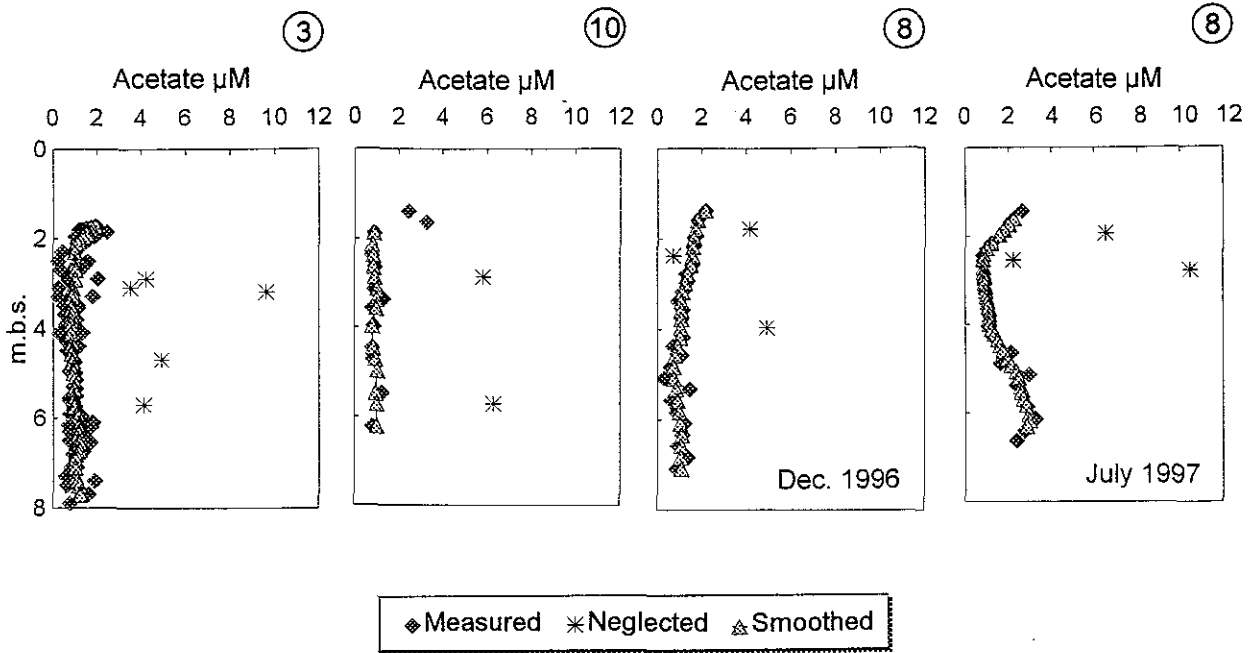 3 10 8 8
Acetate µM Acetate µM Acetate µM Acetate µM
0 2 4 6 8 10 12 0 2 4 6 8 10 12 0 2 4 6 8 10 12 0 2 4 6 8 10 12
0
2
4
6
8
m.b.s.
Dec. 1996
July 1997
Measured Neglected Smoothed